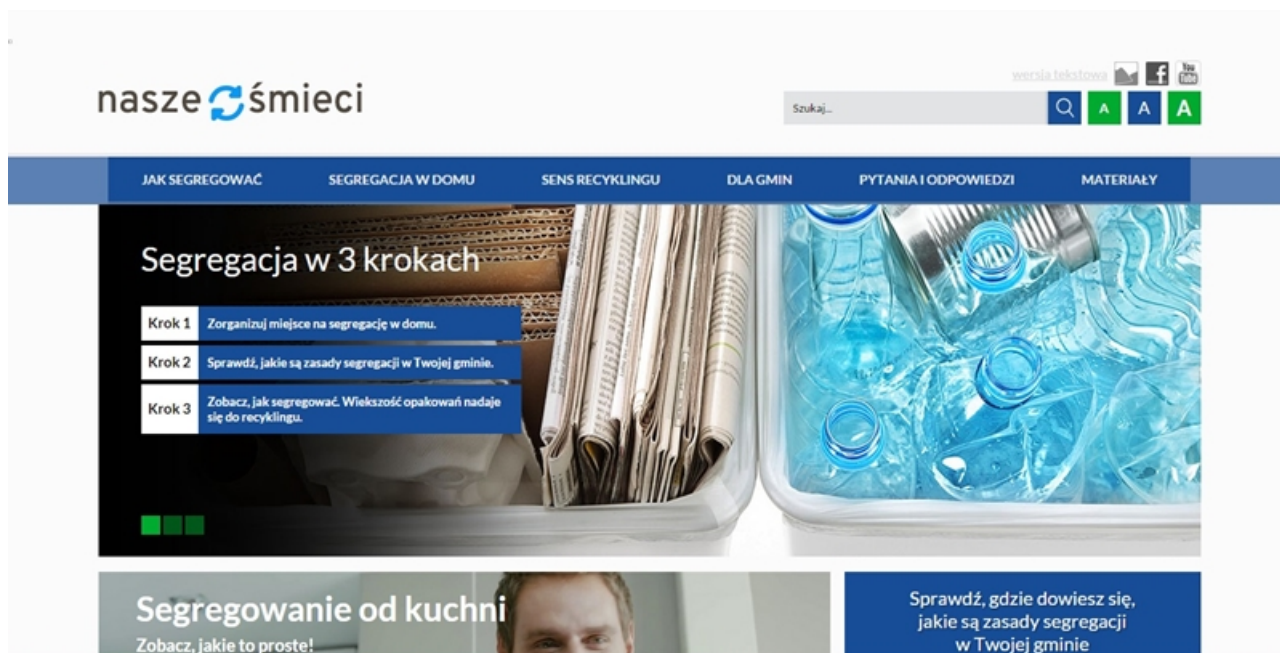 wersja tekstowa
You
Tube
nasze śmieci
Szukaj...
A A A
JAK SEGREGOWAĆ SEGREGACJA W DOMU SENS RECYKLINGU DLA GMIN PYTANIA I ODPOWIEDZI MATERIAŁY
Segregacja w 3 krokach
Krok 1 Zorganizuj miejsce na segregację w domu.
Krok 2 Sprawdź, jakie są zasady segregacji w Twojej gminie.
Krok 3 Zobacz, jak segregować. Wiekszość opakowań nadaje
się do recyklingu.
Segregowanie od kuchni
Zobacz, jakie to proste!
Sprawdź, gdzie dowiesz się,
jakie są zasady segregacji
w Twojej gminie